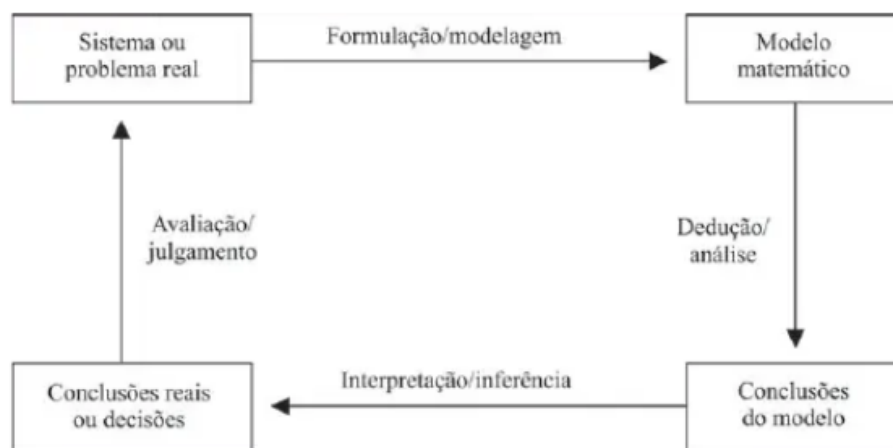 Sistema ou
problema real
Formulação/modelagem
Modelo
matemático
Avaliação/
julgamento
Dedução/
análise
Conclusões reais
ou decisões
Interpretação/inferência
Conclusões
do modelo